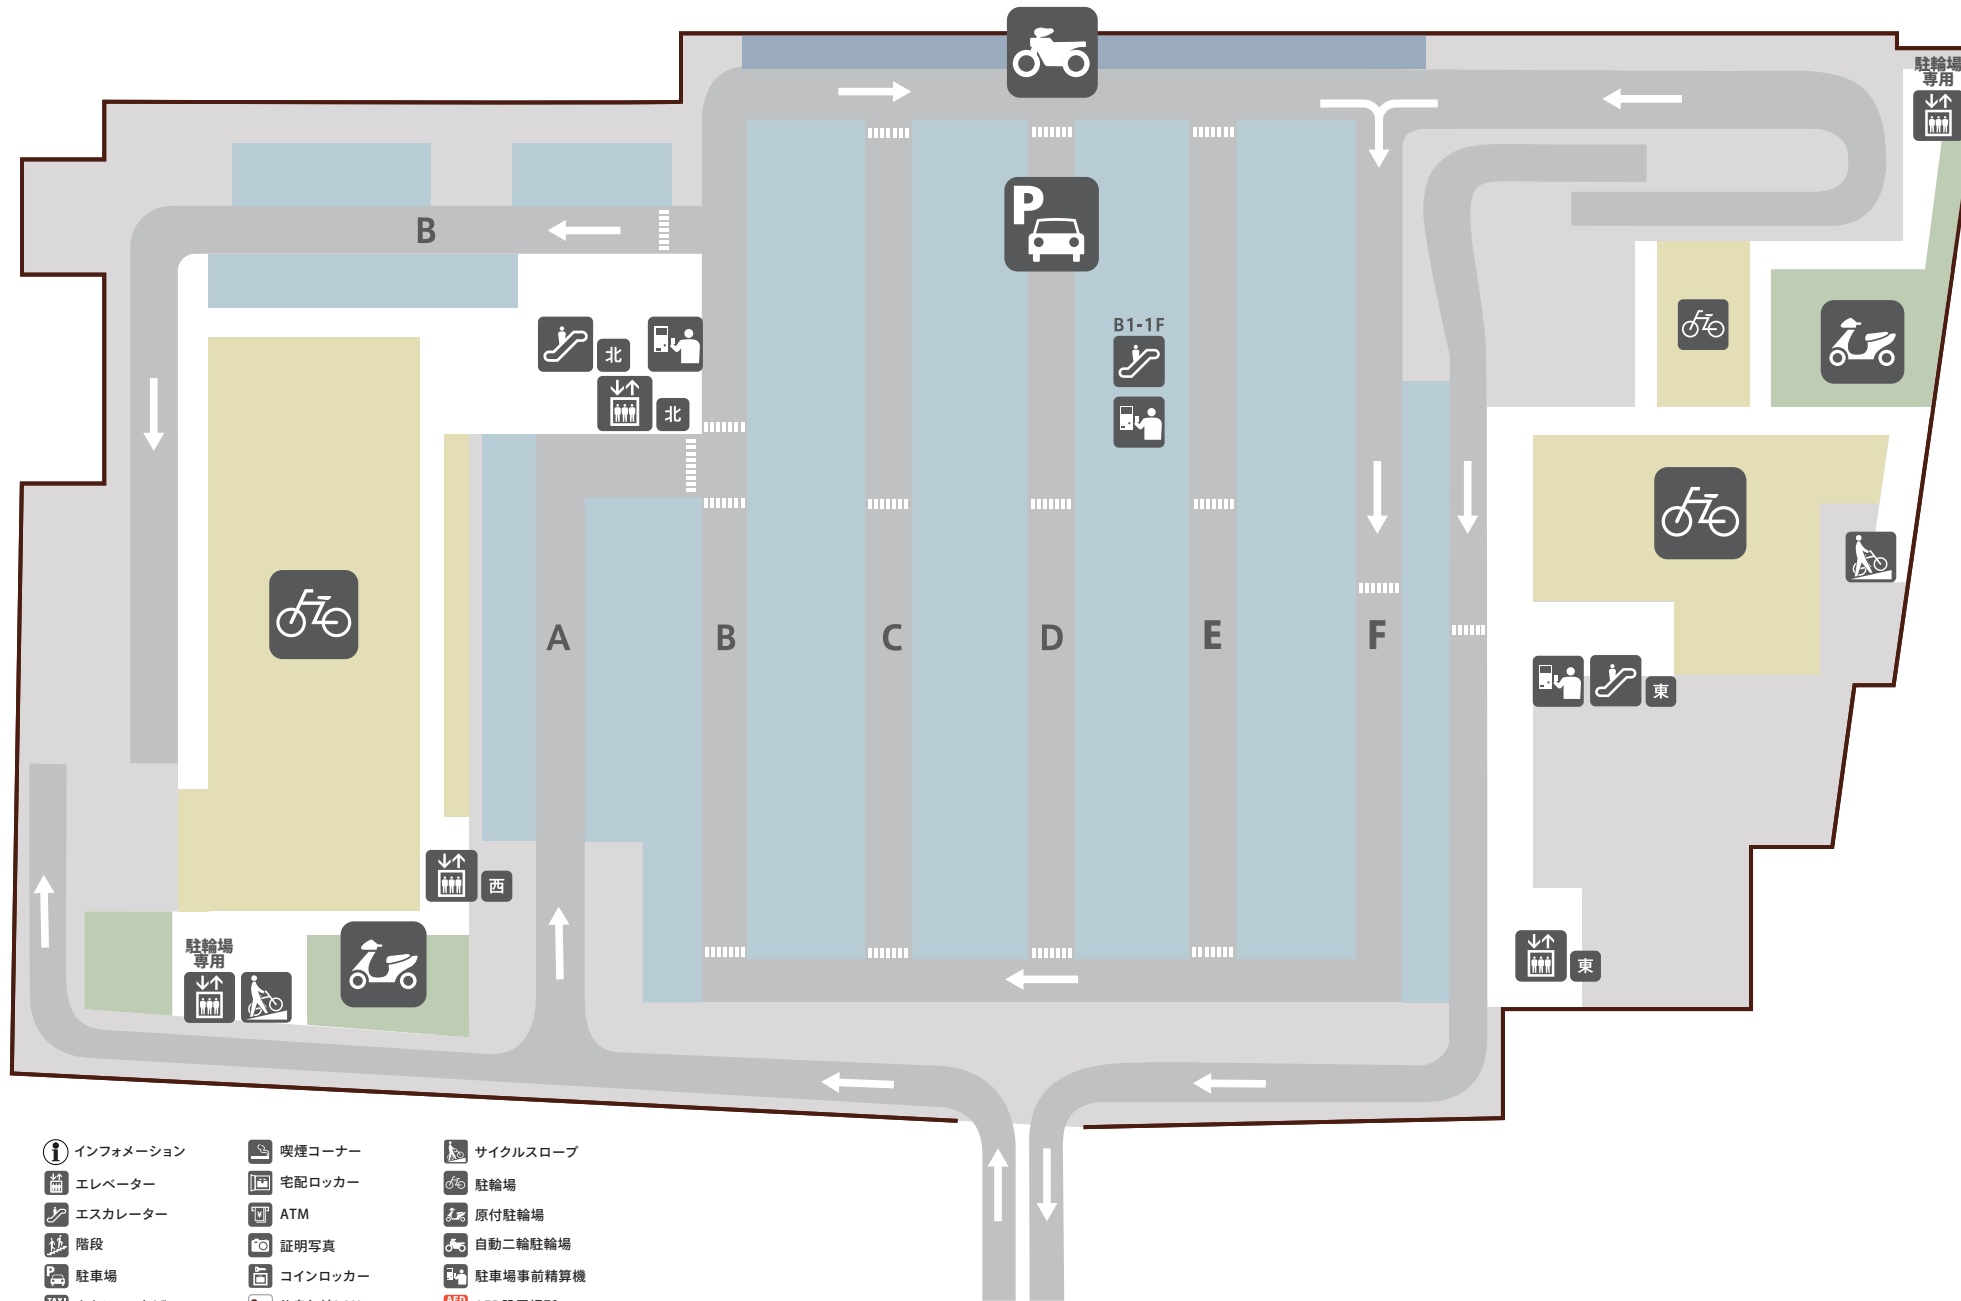 駐輪場
専用
B
P
B1-1F
北
北
A
B
C
D
E
F
東
西
東
駐輪場
専用
インフォメーション
喫煙コーナー
サイクルスロープ
エレベーター
宅配ロッカー
駐輪場
エスカレーター
ATM
原付駐輪場
階段
証明写真
自動二輪駐輪場
P
駐車場
コインロッカー
駐車場事前精算機
TAXI
AED